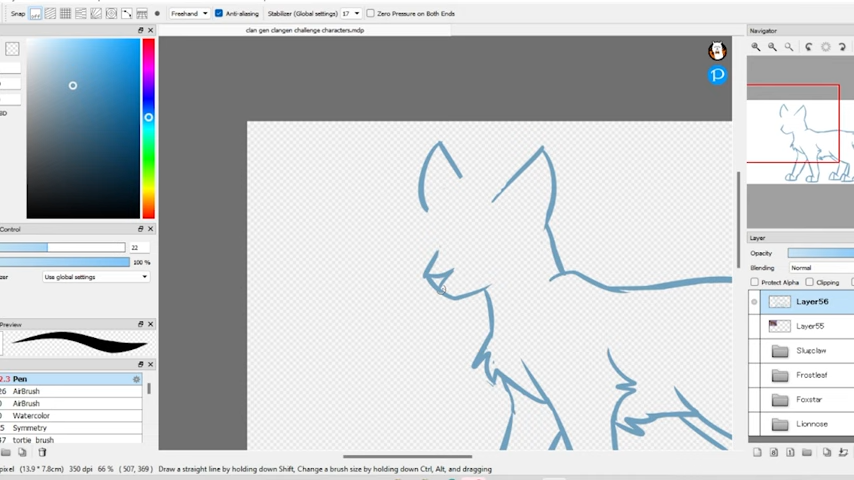 Snap Freehand Anti-aliasing Stabilizer (Global settings) 17 Zero Pressure on Both Ends
clan gen clangen challenge characters.mdp
Navigator
Control
22
100 %
Use global settings
Preview
Pen
AirBrush
AirBrush
Watercolor
Symmetry
tortie brush
Layer
Opacity
Blending Normal
Protect Alpha Clipping
Layer56
Layer55
Slugclaw
Frostleaf
Foxstar
Lionnose
pixel (13.9 * 7.8cm) 350 dpi 66 % ( 507, 369) Draw a straight line by holding down Shift, Change a brush size by holding down Ctrl, Alt, and dragging